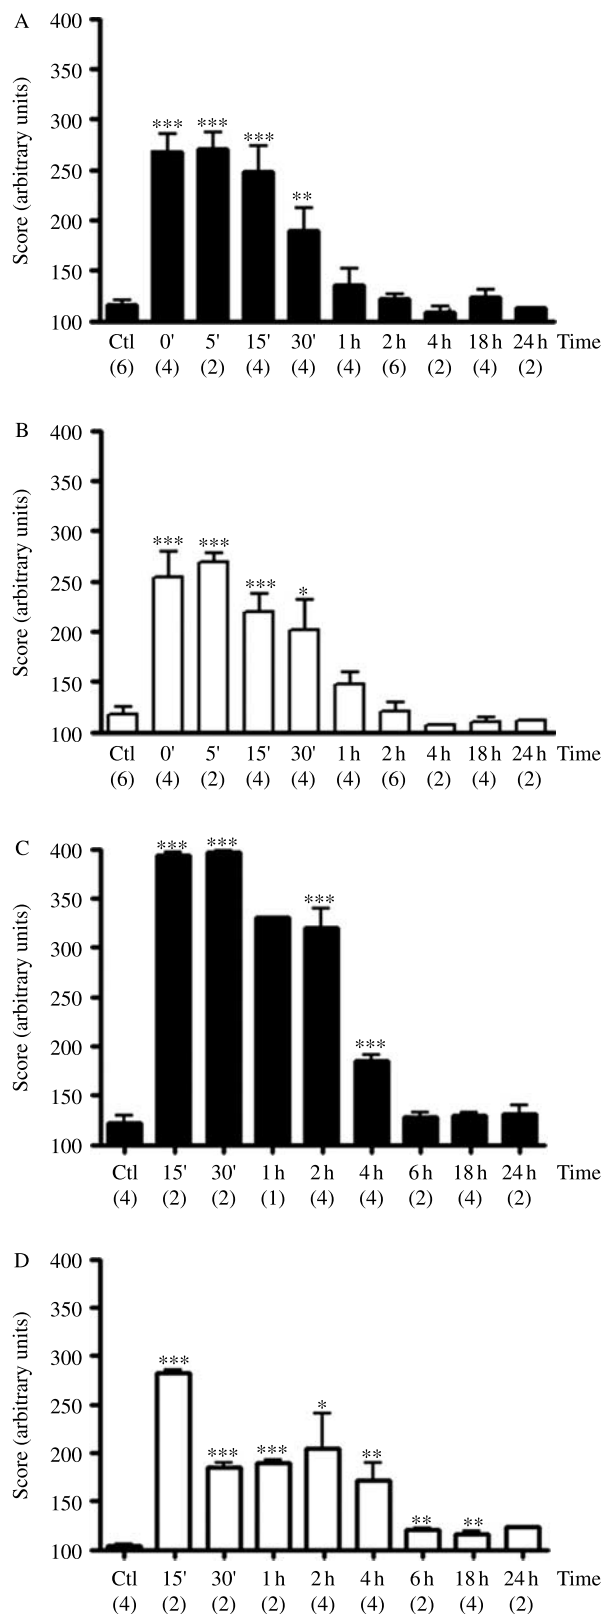 A
400
350
300
250
200
150
100
Score (arbitrary units)
*** *** *** **
Ctl 0' 5' 15' 30' 1 h 2 h 4 h 18 h 24 h Time
(6) (4) (2) (4) (4) (4) (6) (2) (4) (2)
B
400
350
300
250
200
150
100
Score (arbitrary units)
*** *** *** *
Ctl 0' 5' 15' 30' 1 h 2 h 4 h 18 h 24 h Time
(6) (4) (2) (4) (4) (4) (6) (2) (4) (2)
C
400
350
300
250
200
150
100
Score (arbitrary units)
*** *** *** ***
Ctl 15' 30' 1 h 2 h 4 h 6 h 18 h 24 h Time
(4) (2) (2) (1) (4) (4) (2) (4) (2)
D
400
350
300
250
200
150
100
Score (arbitrary units)
*** *** *** * ** ** **
Ctl 15' 30' 1 h 2 h 4 h 6 h 18 h 24 h Time
(4) (2) (2) (2) (4) (4) (2) (4) (2)